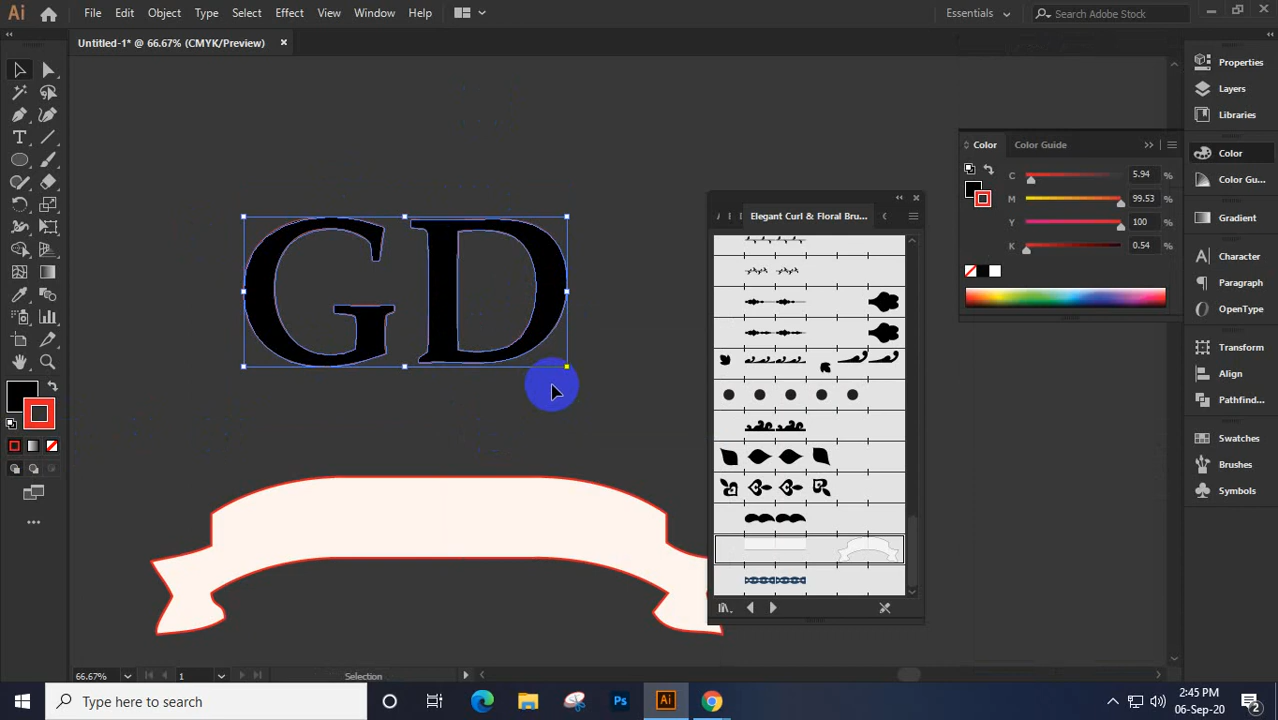 Ai File Edit Object Type Select Effect View Window Help Essentials Search Adobe Stock
Untitled-1* @ 66.67% (CMYK/Preview)
GD
Elegant Curl & Floral Bru...
Color Color Guide
C 5.94 %
M 99.53 %
Y 100 %
K 0.54 %
Properties
Layers
Libraries
Color
Color Gu...
Gradient
Character
Paragraph
OpenType
Transform
Align
Pathfind...
Swatches
Brushes
Symbols
66.67% 1 Selection
Type here to search
Ps
Ai
2:45 PM
06-Sep-20
2